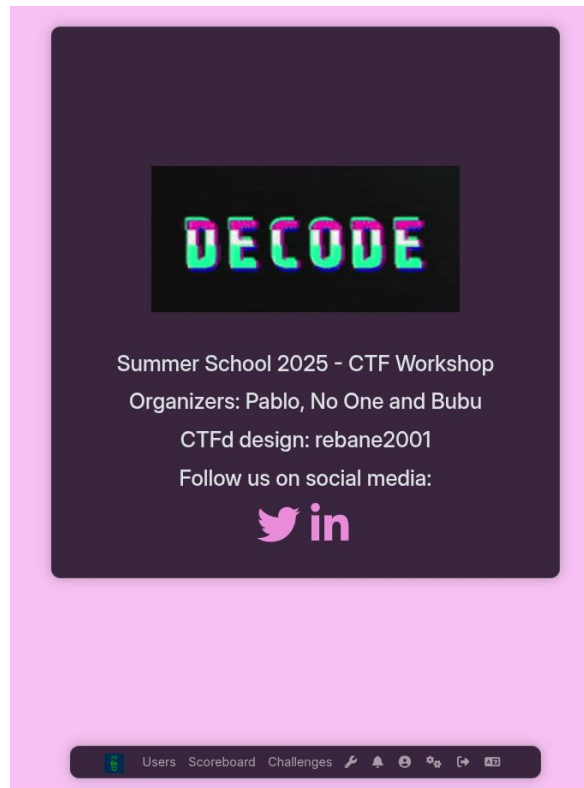 DECODE
Summer School 2025 - CTF Workshop
Organizers: Pablo, No One and Bubu
CTFd design: rebane2001
Follow us on social media:
in
Users Scoreboard Challenges